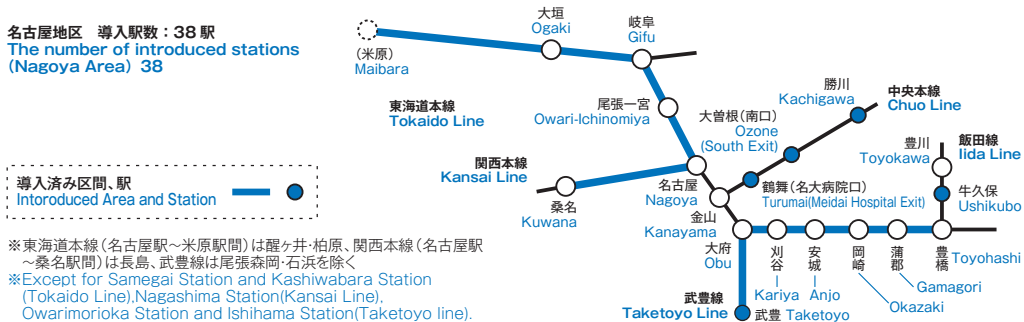 名古屋地区　導入駅数：38 駅
The number of introduced stations
(Nagoya Area) 38
(米原)
Maibara
大垣
Ogaki
岐阜
Gifu
尾張一宮
Owari-Ichinomiya
東海道本線
Tokaido Line
関西本線
Kansai Line
桑名
Kuwana
名古屋
Nagoya
金山
Kanayama
大府
Obu
勝川
Kachigawa
大曽根(南口)
Ozone
(South Exit)
鶴舞(名大病院口)
Turumai(Meidai Hospital Exit)
中央本線
Chuo Line
豊川
Toyokawa
飯田線
Iida Line
牛久保
Ushikubo
豊橋
Toyohashi
蒲郡
Gamagori
岡崎
Okazaki
安城
Anjo
刈谷
Kariya
武豊線
Taketoyo Line
武豊 Taketoyo
導入済み区間、駅
Intoroduced Area and Station
※東海道本線(名古屋駅～米原駅間)は醒ヶ井・柏原、関西本線(名古屋駅
～桑名駅間)は長島、武豊線は尾張森岡・石浜を除く
※Except for Samegai Station and Kashiwabara Station
(Tokaido Line),Nagashima Station(Kansai Line),
Owarimorioka Station and Ishihama Station(Taketoyo line).